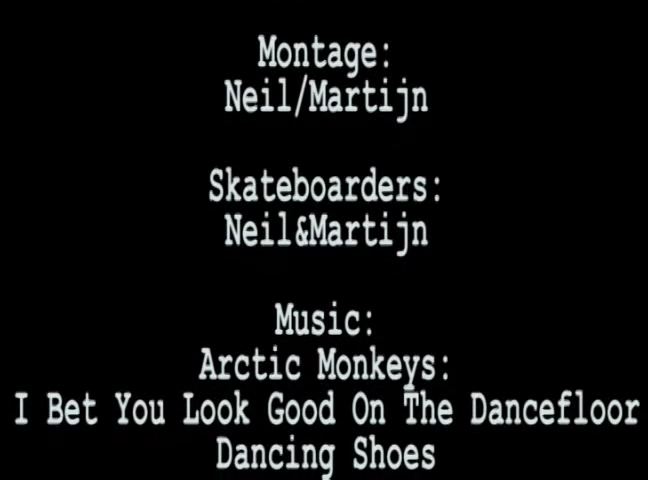 Montage:
Neil/Martijn
Skateboarders:
Neil&Martijn
Music:
Arctic Monkeys:
I Bet You Look Good On The Dancefloor
Dancing Shoes